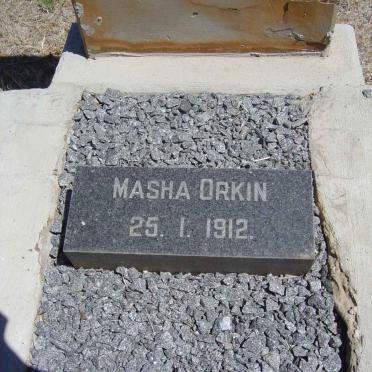 MASHA ORKIN
25. 1. 1912.